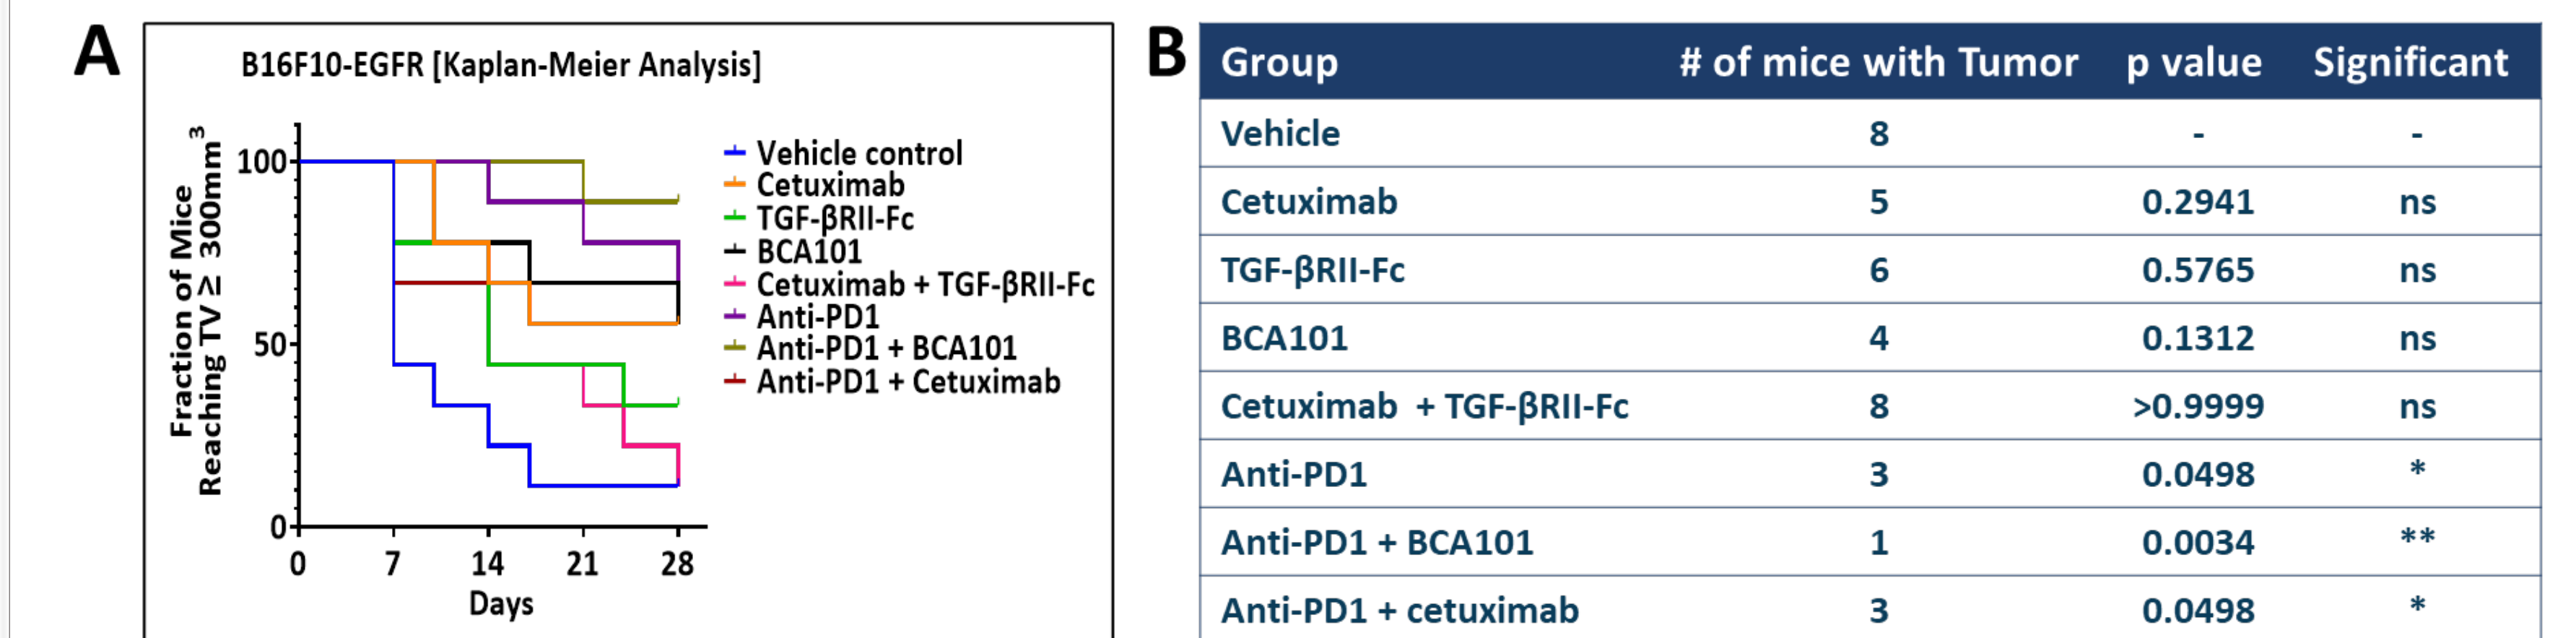 A
B16F10-EGFR [Kaplan-Meier Analysis]
Fraction of Mice
Reaching TV ≥ 300mm³
100
50
0
0 7 14 21 28
Days
Vehicle control
Cetuximab
TGF-βRII-Fc
BCA101
Cetuximab + TGF-βRII-Fc
Anti-PD1
Anti-PD1 + BCA101
Anti-PD1 + Cetuximab
B
Group # of mice with Tumor p value Significant
Vehicle 8 - -
Cetuximab 5 0.2941 ns
TGF-βRII-Fc 6 0.5765 ns
BCA101 4 0.1312 ns
Cetuximab + TGF-βRII-Fc 8 >0.9999 ns
Anti-PD1 3 0.0498 *
Anti-PD1 + BCA101 1 0.0034 **
Anti-PD1 + cetuximab 3 0.0498 *